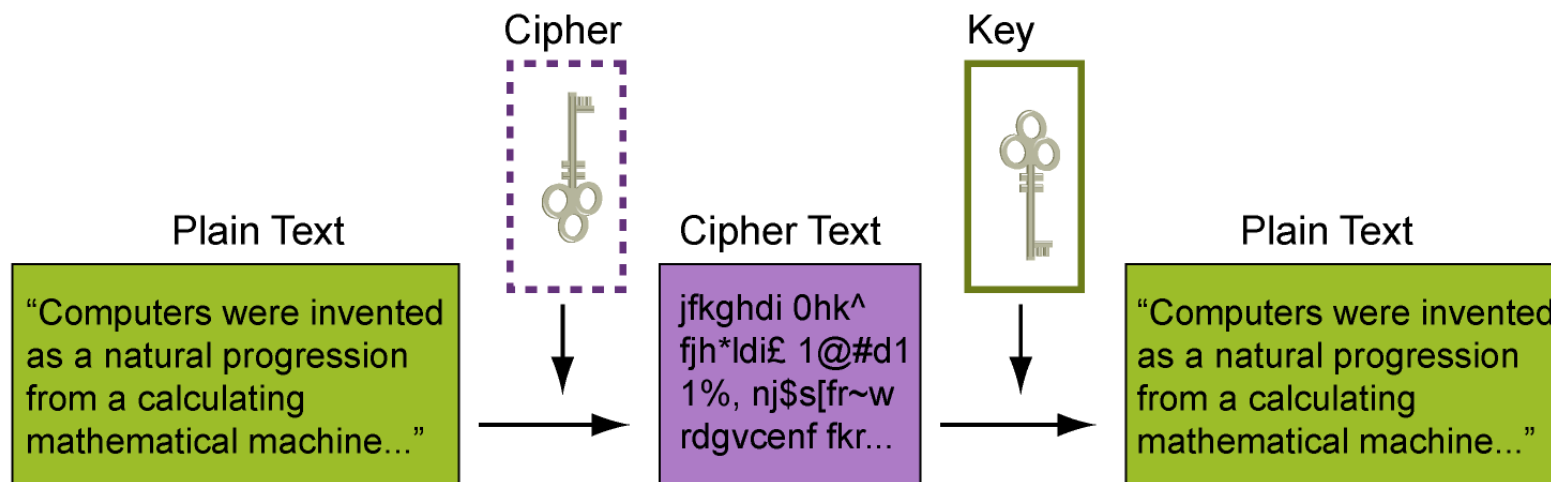 Cipher
Key
Plain Text
Cipher Text
Plain Text
“Computers were invented
as a natural progression
from a calculating
mathematical machine...”
jfkghdi 0hk^
fjh*ldi£ 1@#d1
1%, nj$s[fr~w
rdgvcenf fkr...
“Computers were invented
as a natural progression
from a calculating
mathematical machine...”